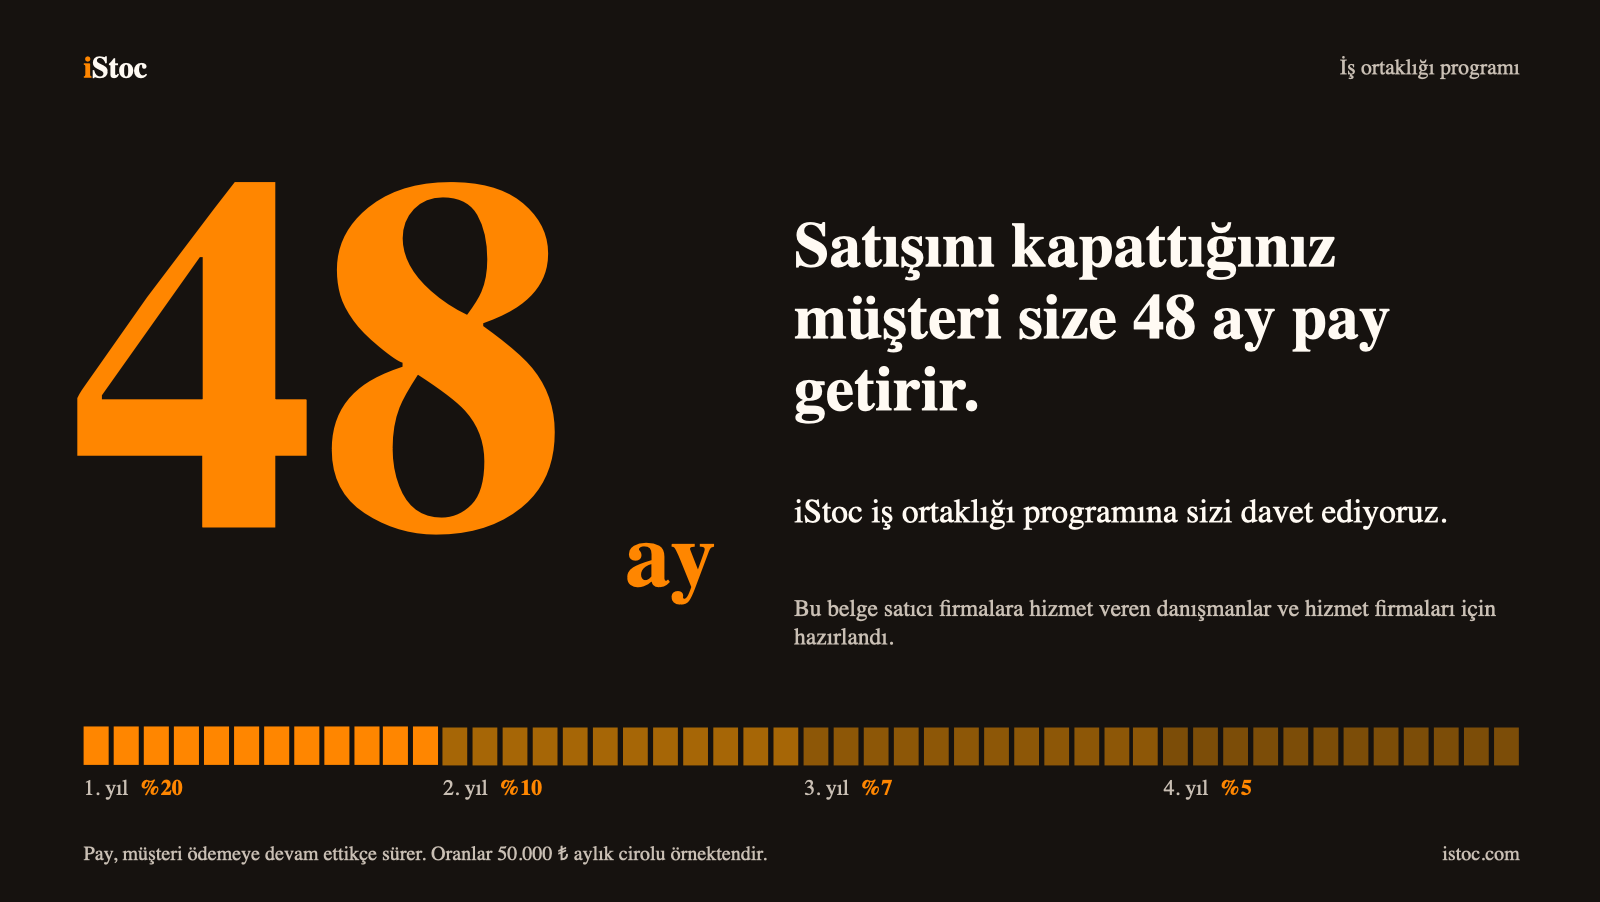 iStoc
İş ortaklığı programı
48
ay
Satışını kapattığınız
müşteri size 48 ay pay
getirir.
iStoc iş ortaklığı programına sizi davet ediyoruz.
Bu belge satıcı firmalara hizmet veren danışmanlar ve hizmet firmaları için
hazırlandı.
1. yıl %20
2. yıl %10
3. yıl %7
4. yıl %5
Pay, müşteri ödemeye devam ettikçe sürer. Oranlar 50.000 ₺ aylık cirolu örnektendir.
istoc.com